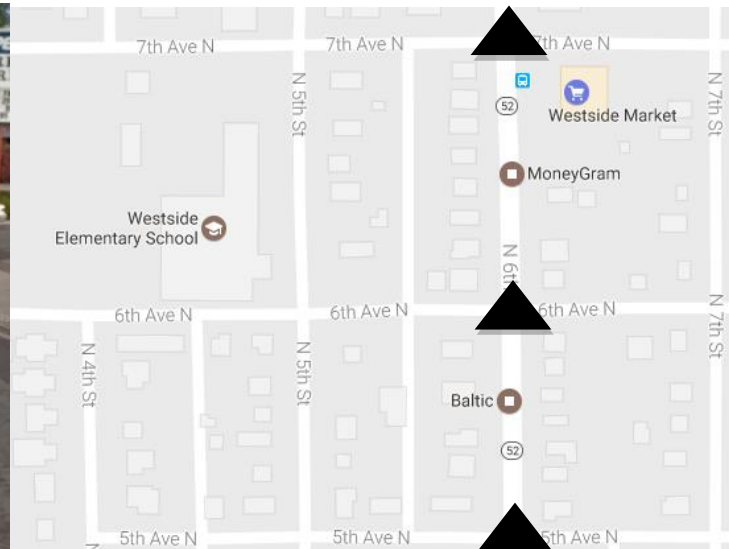 7th Ave N
7th Ave N
7th Ave N
N 5th St
52
Westside Market
N 7th St
MoneyGram
Westside
Elementary School
N 6th
6th Ave N
6th Ave N
6th Ave N
N 7th St
N 4th St
N 5th St
Baltic
52
5th Ave N
5th Ave N
5th Ave N
N